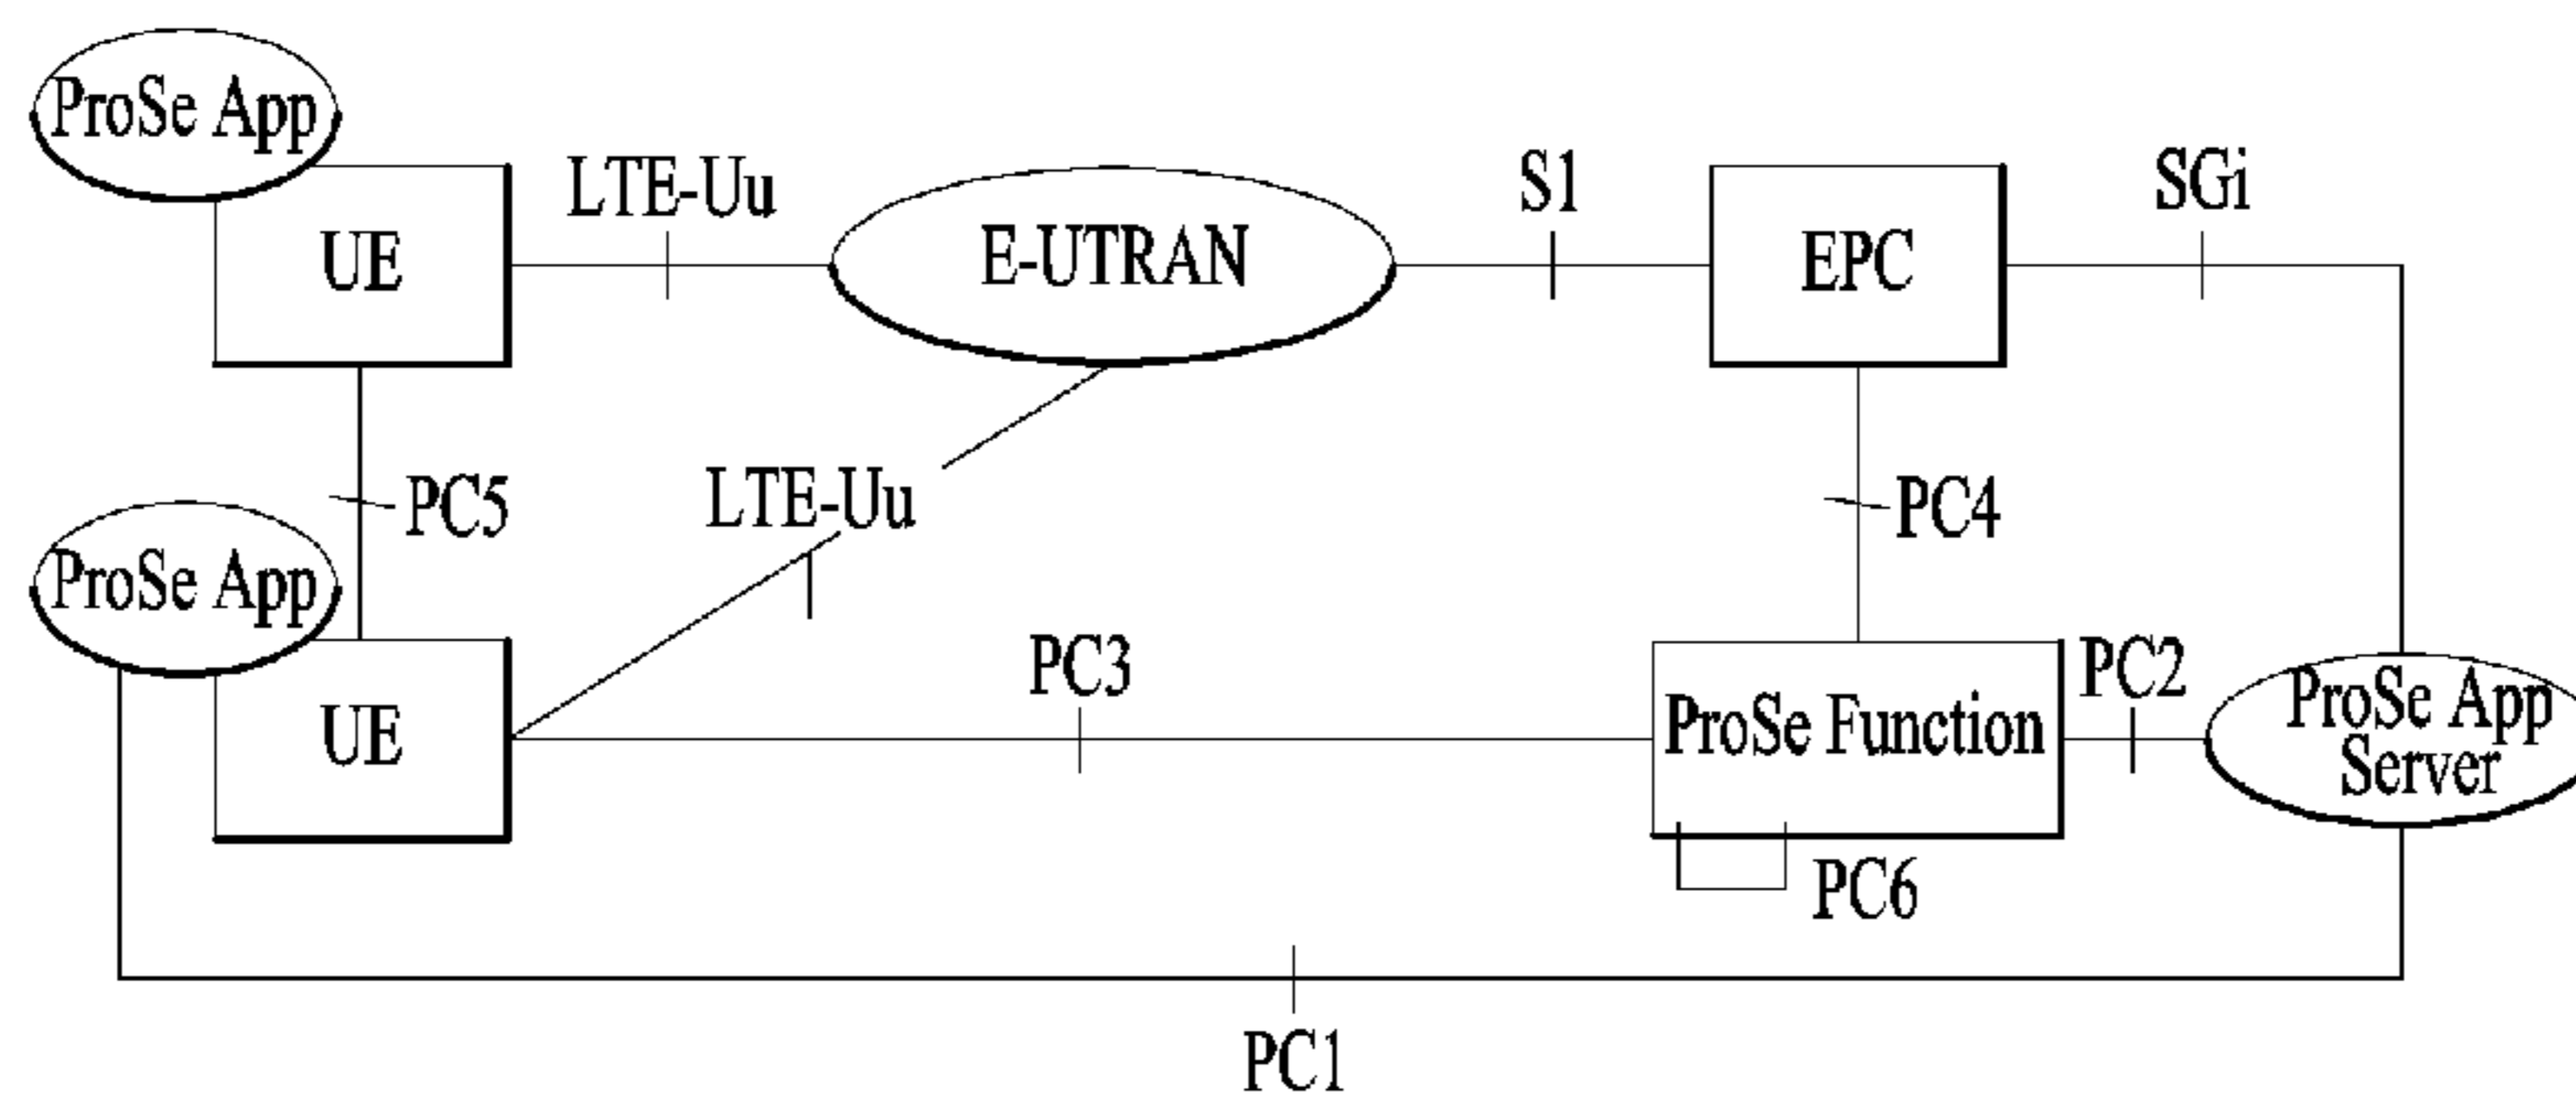 ProSe App
UE
LTE-Uu
E-UTRAN
S1
EPC
SGi
PC5
LTE-Uu
PC4
ProSe App
UE
PC3
ProSe Function
PC2
ProSe App
Server
PC6
PC1